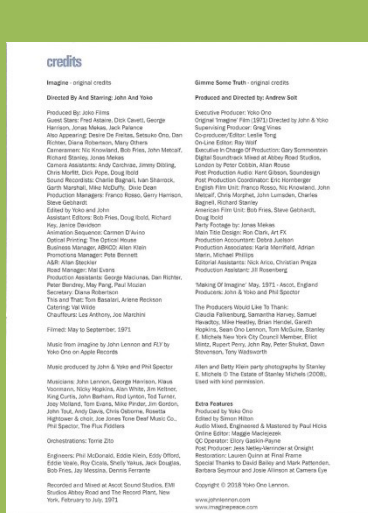 credits
Imagine - original credits
Directed By And Starring: John And Yoko
Produced By: Joko Films
Guest Stars: Fred Astaire, Dick Cavett, George
Harrison, Jonas Mekas, Jack Palance
Also Appearing: Desire De Freitas, Setsuko Ono, Dan
Richter, Diana Robertson, Many Others
Cameramen: Nic Knowland, Bob Fries, John Metcalf,
Richard Stanley, Jonas Mekas
Camera Assistants: Andy Carchrae, Jimmy Dibling,
Chris Morfitt, Dick Pope, Doug Ibold
Sound Recordists: Charlie Bagnall, Ivan Sharrock,
Garth Marshall, Mike McDuffy, Dixie Dean
Production Managers: Franco Rosso, Gerry Harrison,
Steve Gebhardt
Edited by Yoko and John
Assistant Editors: Bob Fries, Doug Ibold, Richard
Key, Janice Davidson
Animation Sequence: Carmen D'Avino
Optical Printing: The Optical House
Business Manager, ABKCO: Allan Klein
Promotions Manager: Pete Bennett
A&R: Allan Steckler
Road Manager: Mal Evans
Production Assistants: George Maciunas, Dan Richter,
Peter Bendrey, May Pang, Paul Mozian
Secretary: Diana Robertson
This and That: Tom Basalari, Arlene Reckson
Catering: Val Wilde
Chauffours: Les Anthony, Joe Marchini
Filmed: May to September, 1971
Music from Imagine by John Lennon and FLY by
Yoko Ono on Apple Records
Music produced by John & Yoko and Phil Spector
Musicians: John Lennon, George Harrison, Klaus
Voormann, Nicky Hopkins, Alan White, Jim Keltner,
King Curtis, John Barham, Rod Lynton, Ted Turner,
Joey Molland, Tom Evans, Mike Pinder, Jim Gordon,
John Tout, Andy Davis, Chris Osborne, Rosetta
Hightower & choir, Joe Jones Tone Deaf Music Co.,
Phil Spector, The Flux Fiddlers
Orchestrations: Torrie Zito
Engineers: Phil McDonald, Eddie Klein, Eddy Offord,
Eddie Veale, Roy Cicala, Shelly Yakus, Jack Douglas,
Bob Fries, Jay Messina, Dennis Ferrante
Recorded and Mixed at Ascot Sound Studios, EMI
Studios Abbey Road and The Record Plant, New
York, February to July, 1971
Gimme Some Truth - original credits
Produced and Directed by: Andrew Solt
Executive Producer: Yoko Ono
Original 'Imagine' Film (1971) Directed by John & Yoko
Supervising Producer: Greg Vines
Co-producer/Editor: Leslie Tong
On-Line Editor: Ray Wolf
Executive In Charge Of Production: Gary Sommerstein
Digital Soundtrack Mixed at Abbey Road Studios,
London by Peter Cobbin, Allan Rouse
Post Production Audio: Kent Gibson, Soundesign
Post Production Coordinator: Eric Hornberger
English Film Unit: Franco Rosso, Nic Knowland, John
Metcalf, Chris Morphet, John Lumsden, Charles
Bagnell, Richard Stanley
American Film Unit: Bob Fries, Steve Gebhardt,
Doug Ibold
Party Footage by: Jonas Mekas
Main Title Design: Ron Clark, Art FX
Production Accountant: Debra Judson
Production Associates: Karla Merrifield, Adrian
Marin, Michael Phillips
Editorial Assistants: Nick Arico, Christian Prejza
Production Assistant: Jill Rosenberg
'Making Of Imagine' May, 1971 - Ascot, England
Producers: John & Yoko and Phil Spector
The Producers Would Like To Thank:
Claudia Falkenburg, Samantha Harvey, Samuel
Havadtoy, Mike Heatley, Brien Hendel, Gereth
Hopkins, Sean Ono Lennon, Tom McGuire, Stanley
E. Michels New York City Council Member, Elliot
Mintz, Rupert Perry, John Ray, Peter Shukat, Dawn
Stevenson, Tony Wadsworth
Allen and Betty Klein party photographs by Stanley
E. Michels © The Estate of Stanley Michels (2008),
Used with kind permission.
Extra Features
Produced by Yoko Ono
Edited by Simon Hilton
Audio Mixed, Engineered & Mastered by Paul Hicks
Online Editor: Maggie Maciejezek
QC Operator: Ellory Gaskin-Payne
Post Producer: Jess Nelley-Verninder at Onsight
Restoration: Lauren Quinn at Final Frame
Special Thanks to David Bailey and Mark Pattenden,
Barbara Seymour and Josie Allinson at Camera Eye
Copyright © 2018 Yoko Ono Lennon.
www.johnlennon.com
www.imaginepeace.com